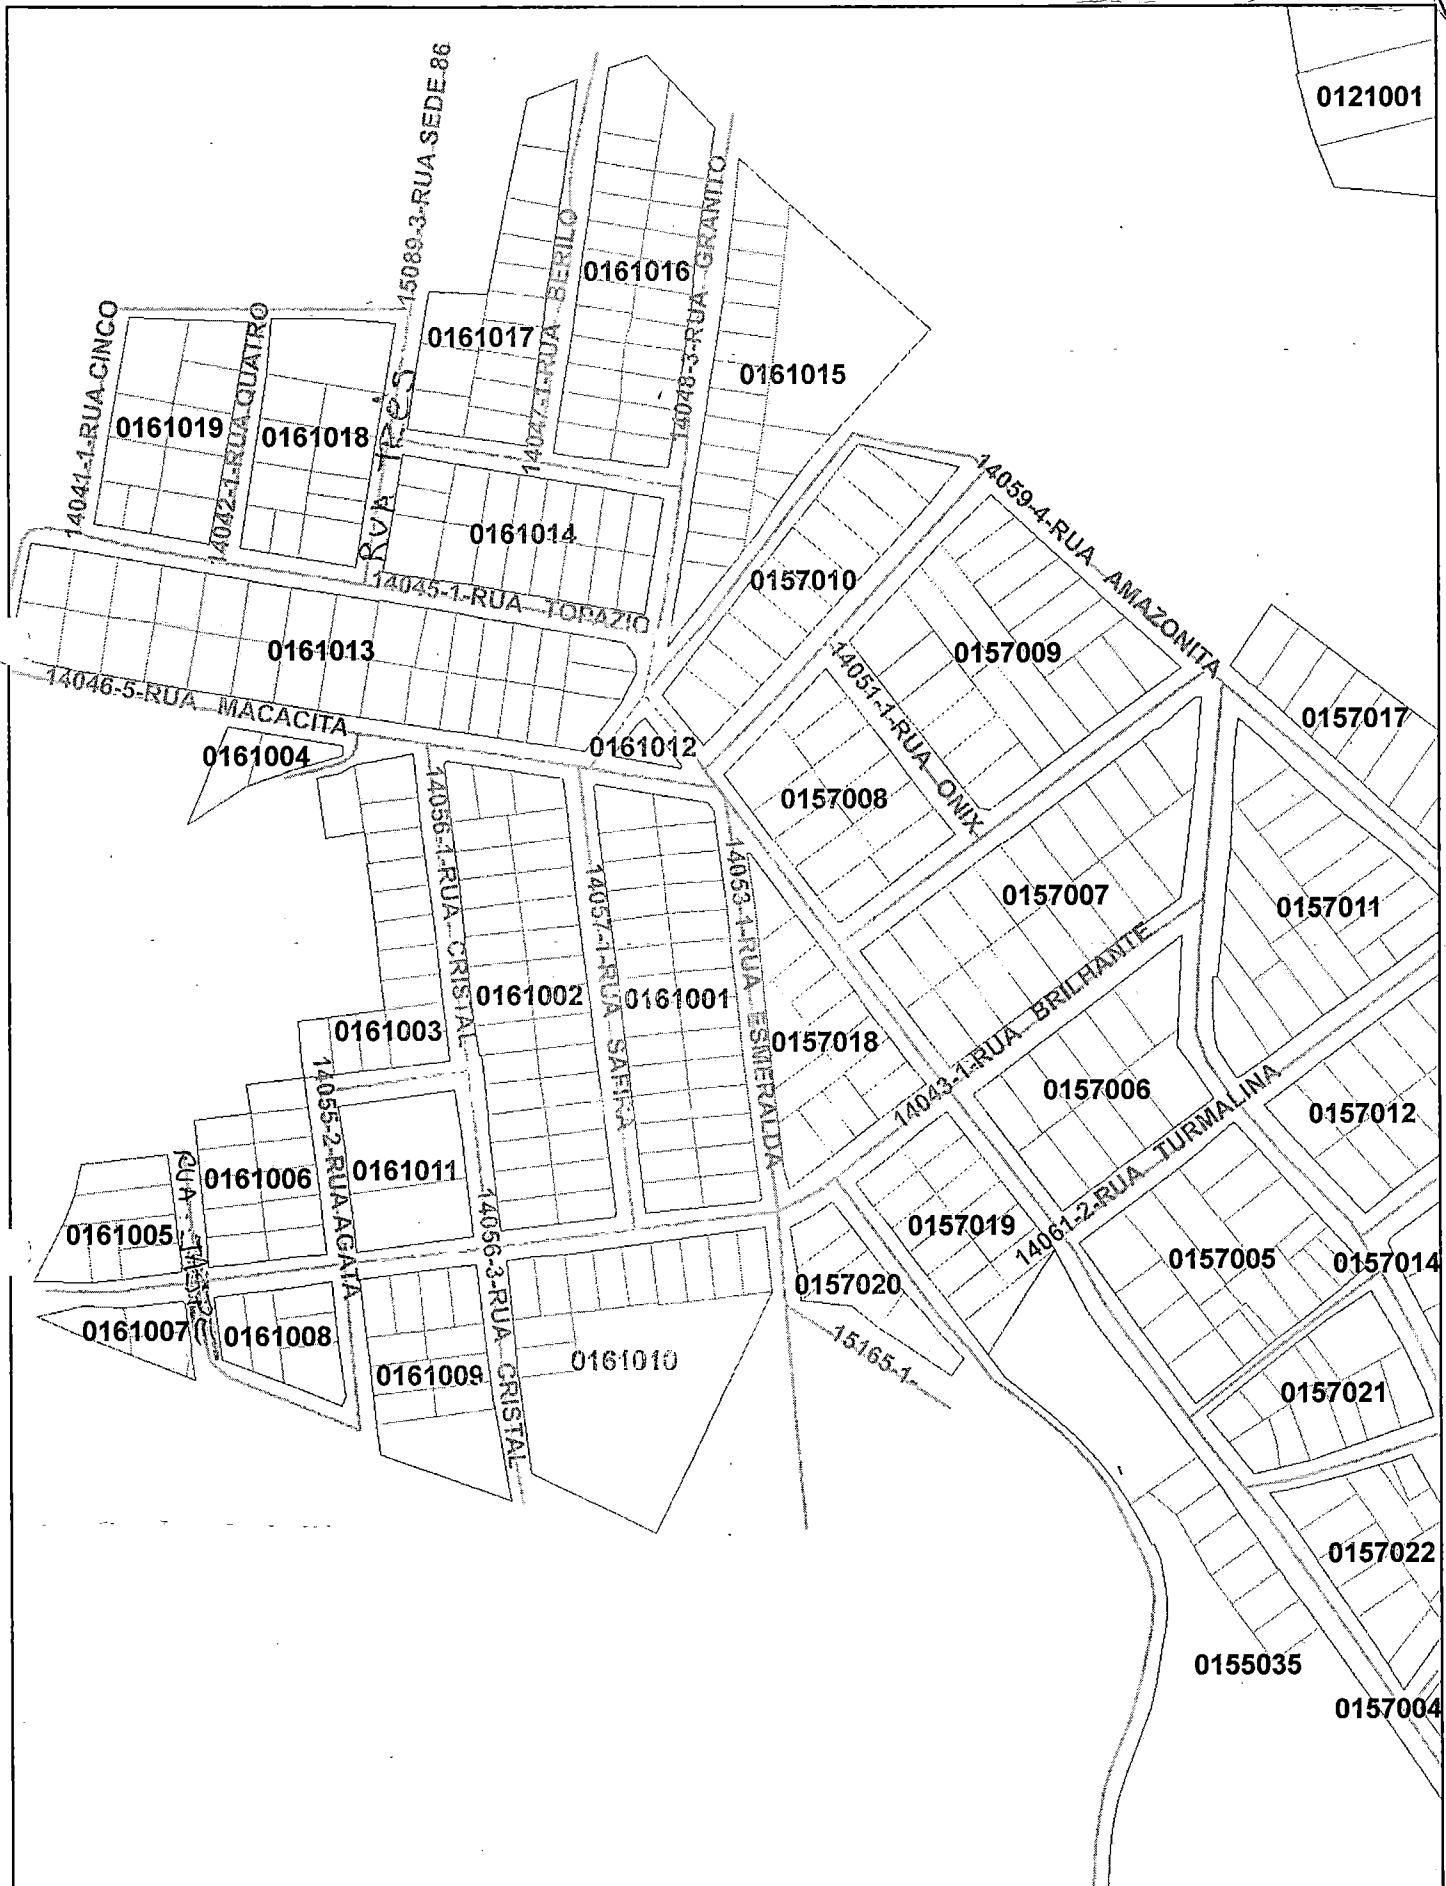 0121001
15089-3-RUA SEDE-86
0161016
14047-1-RUA BERILO
14048-3-RUA GRANITO
0161017
0161015
14041-1-RUA CINCO
14042-1-RUA QUATRO
0161019
0161018
RUA TRÊS
0161014
14059-4-RUA AMAZONITA
0157010
14045-1-RUA TOPAZIO
0161013
0157009
14051-1-RUA ONIX
14046-5-RUA MACACITA
0157017
0161004
0161012
0157008
14056-1-RUA CRISTAL
14057-1-RUA SAFIRA
14053-1-RUA ESMERALDA
0157007
0157011
0161002
0161001
0161003
0157018
14043-1-RUA BRILHANTE
0157006
0157012
14055-2-RUA AGATA
14061-2-RUA TURMALINA
0161006
0161011
RUA JASPE
0161005
14056-3-RUA CRISTAL
0157019
0157005
0157014
0157020
0161007
0161008
15165-1-
0161009
0161010
0157021
0157022
0155035
0157004